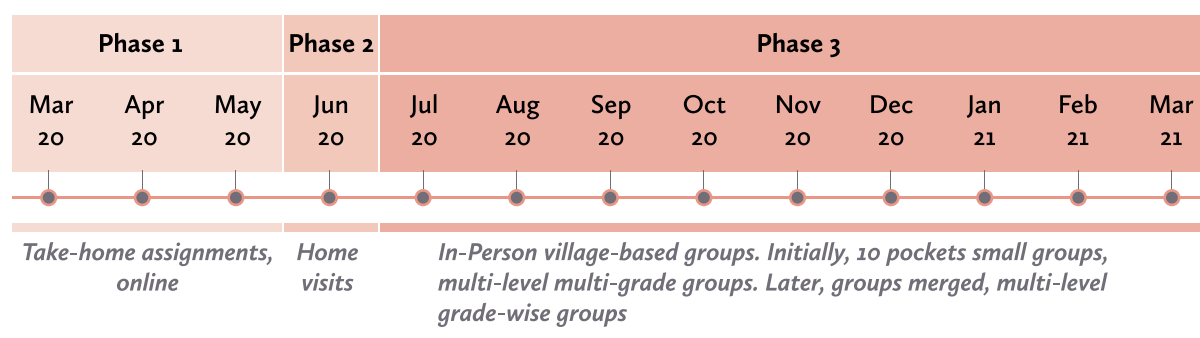 Phase 1 Phase 2 Phase 3
Mar Apr May Jun Jul Aug Sep Oct Nov Dec Jan Feb Mar
20 20 20 20 20 20 20 20 20 20 21 21 21
Take-home assignments,
online
Home
visits
In-Person village-based groups. Initially, 10 pockets small groups,
multi-level multi-grade groups. Later, groups merged, multi-level
grade-wise groups